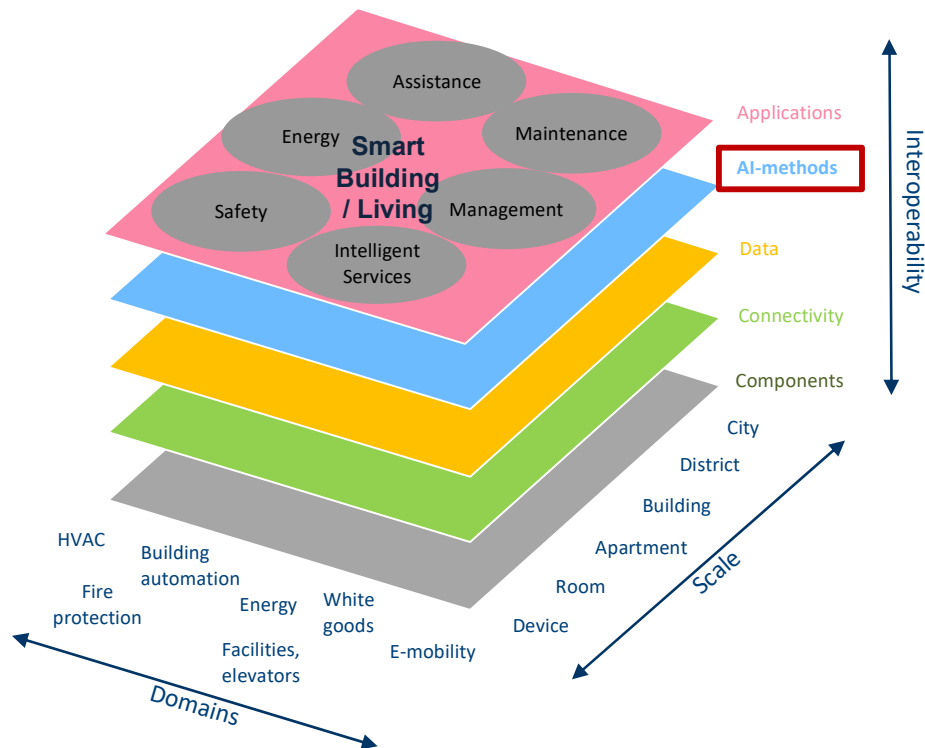 Assistance
Energy
Maintenance
Smart
Building
/ Living
Safety
Management
Intelligent
Services
Applications
AI-methods
Data
Connectivity
Components
Interoperability
City
District
Building
Apartment
Room
Device
Scale
HVAC
Building
automation
Fire
protection
Energy
White
goods
Facilities,
elevators
E-mobility
Domains